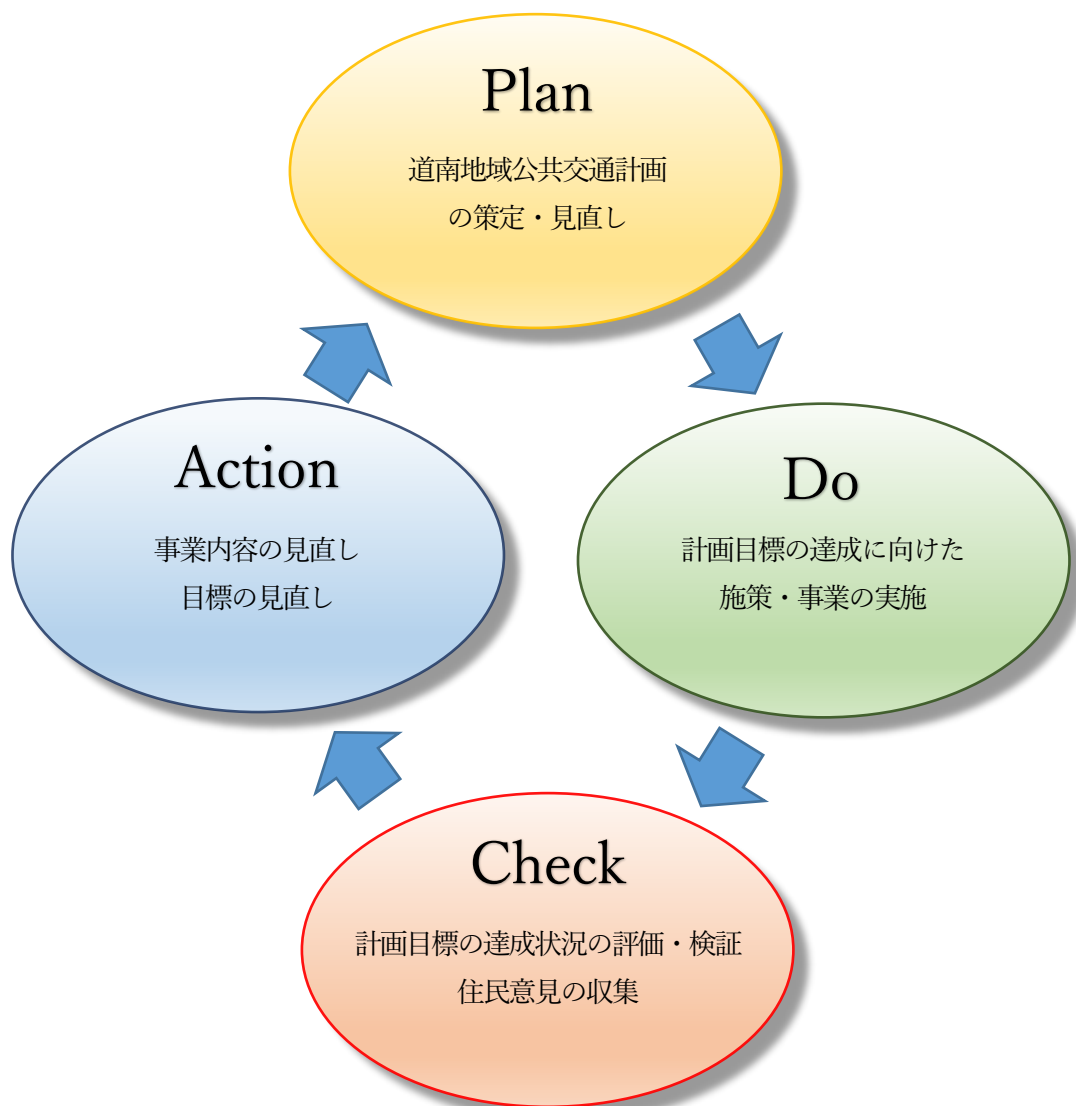 Plan
道南地域公共交通計画
の策定・見直し
Action
事業内容の見直し
目標の見直し
Do
計画目標の達成に向けた
施策・事業の実施
Check
計画目標の達成状況の評価・検証
住民意見の収集